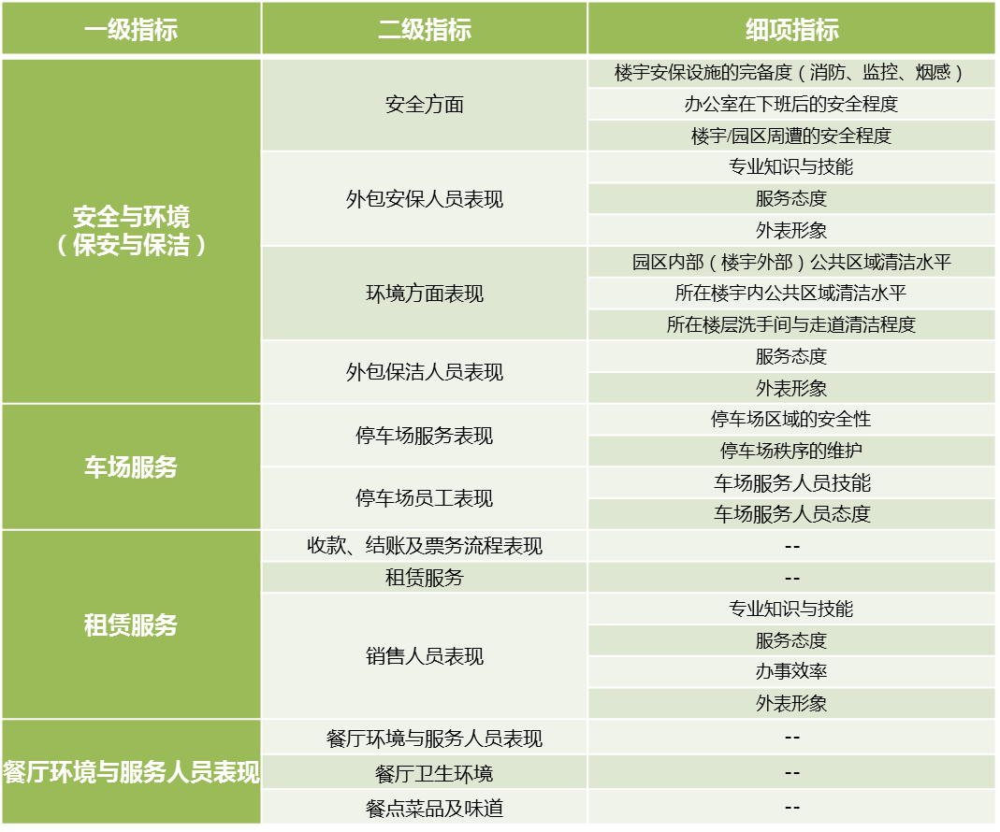 一级指标
二级指标
细项指标
安全与环境
（保安与保洁）
安全方面
楼宇安保设施的完备度（消防、监控、烟感）
办公室在下班后的安全程度
楼宇/园区周遭的安全程度
外包安保人员表现
专业知识与技能
服务态度
外表形象
环境方面表现
园区内部（楼宇外部）公共区域清洁水平
所在楼宇内公共区域清洁水平
所在楼层洗手间与走道清洁程度
外包保洁人员表现
服务态度
外表形象
车场服务
停车场服务表现
停车场区域的安全性
停车场秩序的维护
停车场员工表现
车场服务人员技能
车场服务人员态度
租赁服务
收款、结账及票务流程表现
--
租赁服务
--
销售人员表现
专业知识与技能
服务态度
办事效率
外表形象
餐厅环境与服务人员表现
餐厅环境与服务人员表现
--
餐厅卫生环境
--
餐点菜品及味道
--